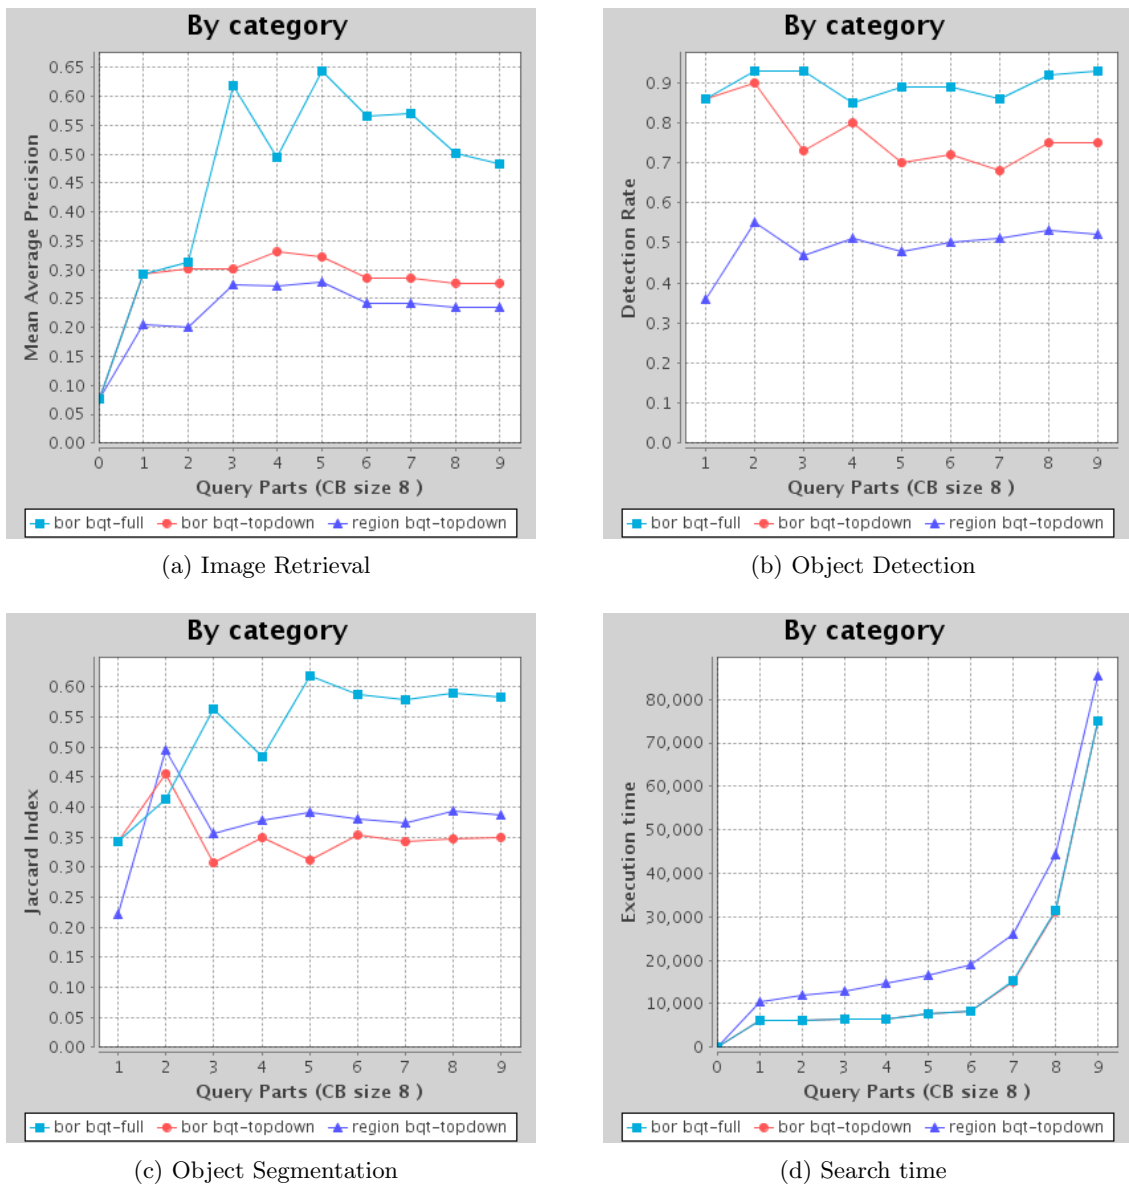 By category
Mean Average Precision
0.65
0.60
0.55
0.50
0.45
0.40
0.35
0.30
0.25
0.20
0.15
0.10
0.05
0.00
0 1 2 3 4 5 6 7 8 9
Query Parts (CB size 8 )
bor bqt-full bor bqt-topdown region bqt-topdown
(a) Image Retrieval
By category
Detection Rate
0.9
0.8
0.7
0.6
0.5
0.4
0.3
0.2
0.1
0.0
1 2 3 4 5 6 7 8 9
Query Parts (CB size 8 )
bor bqt-full bor bqt-topdown region bqt-topdown
(b) Object Detection
By category
Jaccard Index
0.60
0.55
0.50
0.45
0.40
0.35
0.30
0.25
0.20
0.15
0.10
0.05
0.00
1 2 3 4 5 6 7 8 9
Query Parts (CB size 8 )
bor bqt-full bor bqt-topdown region bqt-topdown
(c) Object Segmentation
By category
Execution time
80,000
70,000
60,000
50,000
40,000
30,000
20,000
10,000
0
0 1 2 3 4 5 6 7 8 9
Query Parts (CB size 8 )
bor bqt-full bor bqt-topdown region bqt-topdown
(d) Search time